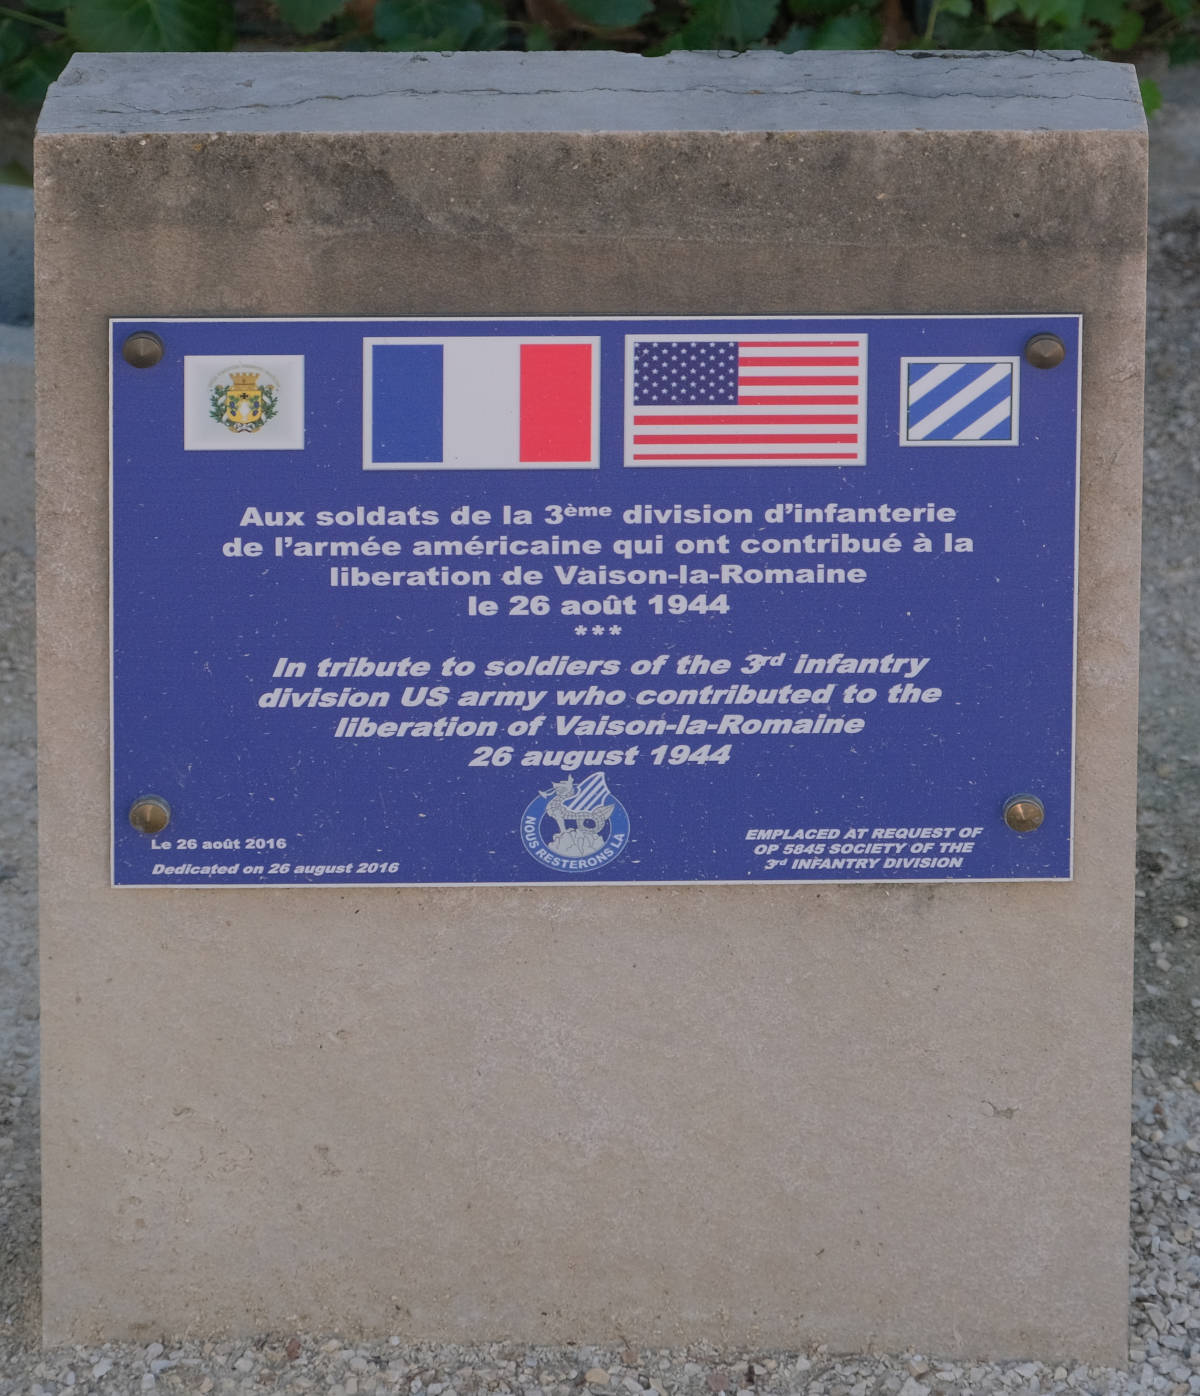 Aux soldats de la 3ème division d'infanterie
de l'armée américaine qui ont contribué à la
liberation de Vaison-la-Romaine
le 26 août 1944
***
In tribute to soldiers of the 3rd infantry
division US army who contributed to the
liberation of Vaison-la-Romaine
26 august 1944
NOUS RESTERONS LA
Le 26 août 2016
Dedicated on 26 august 2016
EMPLACED AT REQUEST OF
OP 5845 SOCIETY OF THE
3rd INFANTRY DIVISION